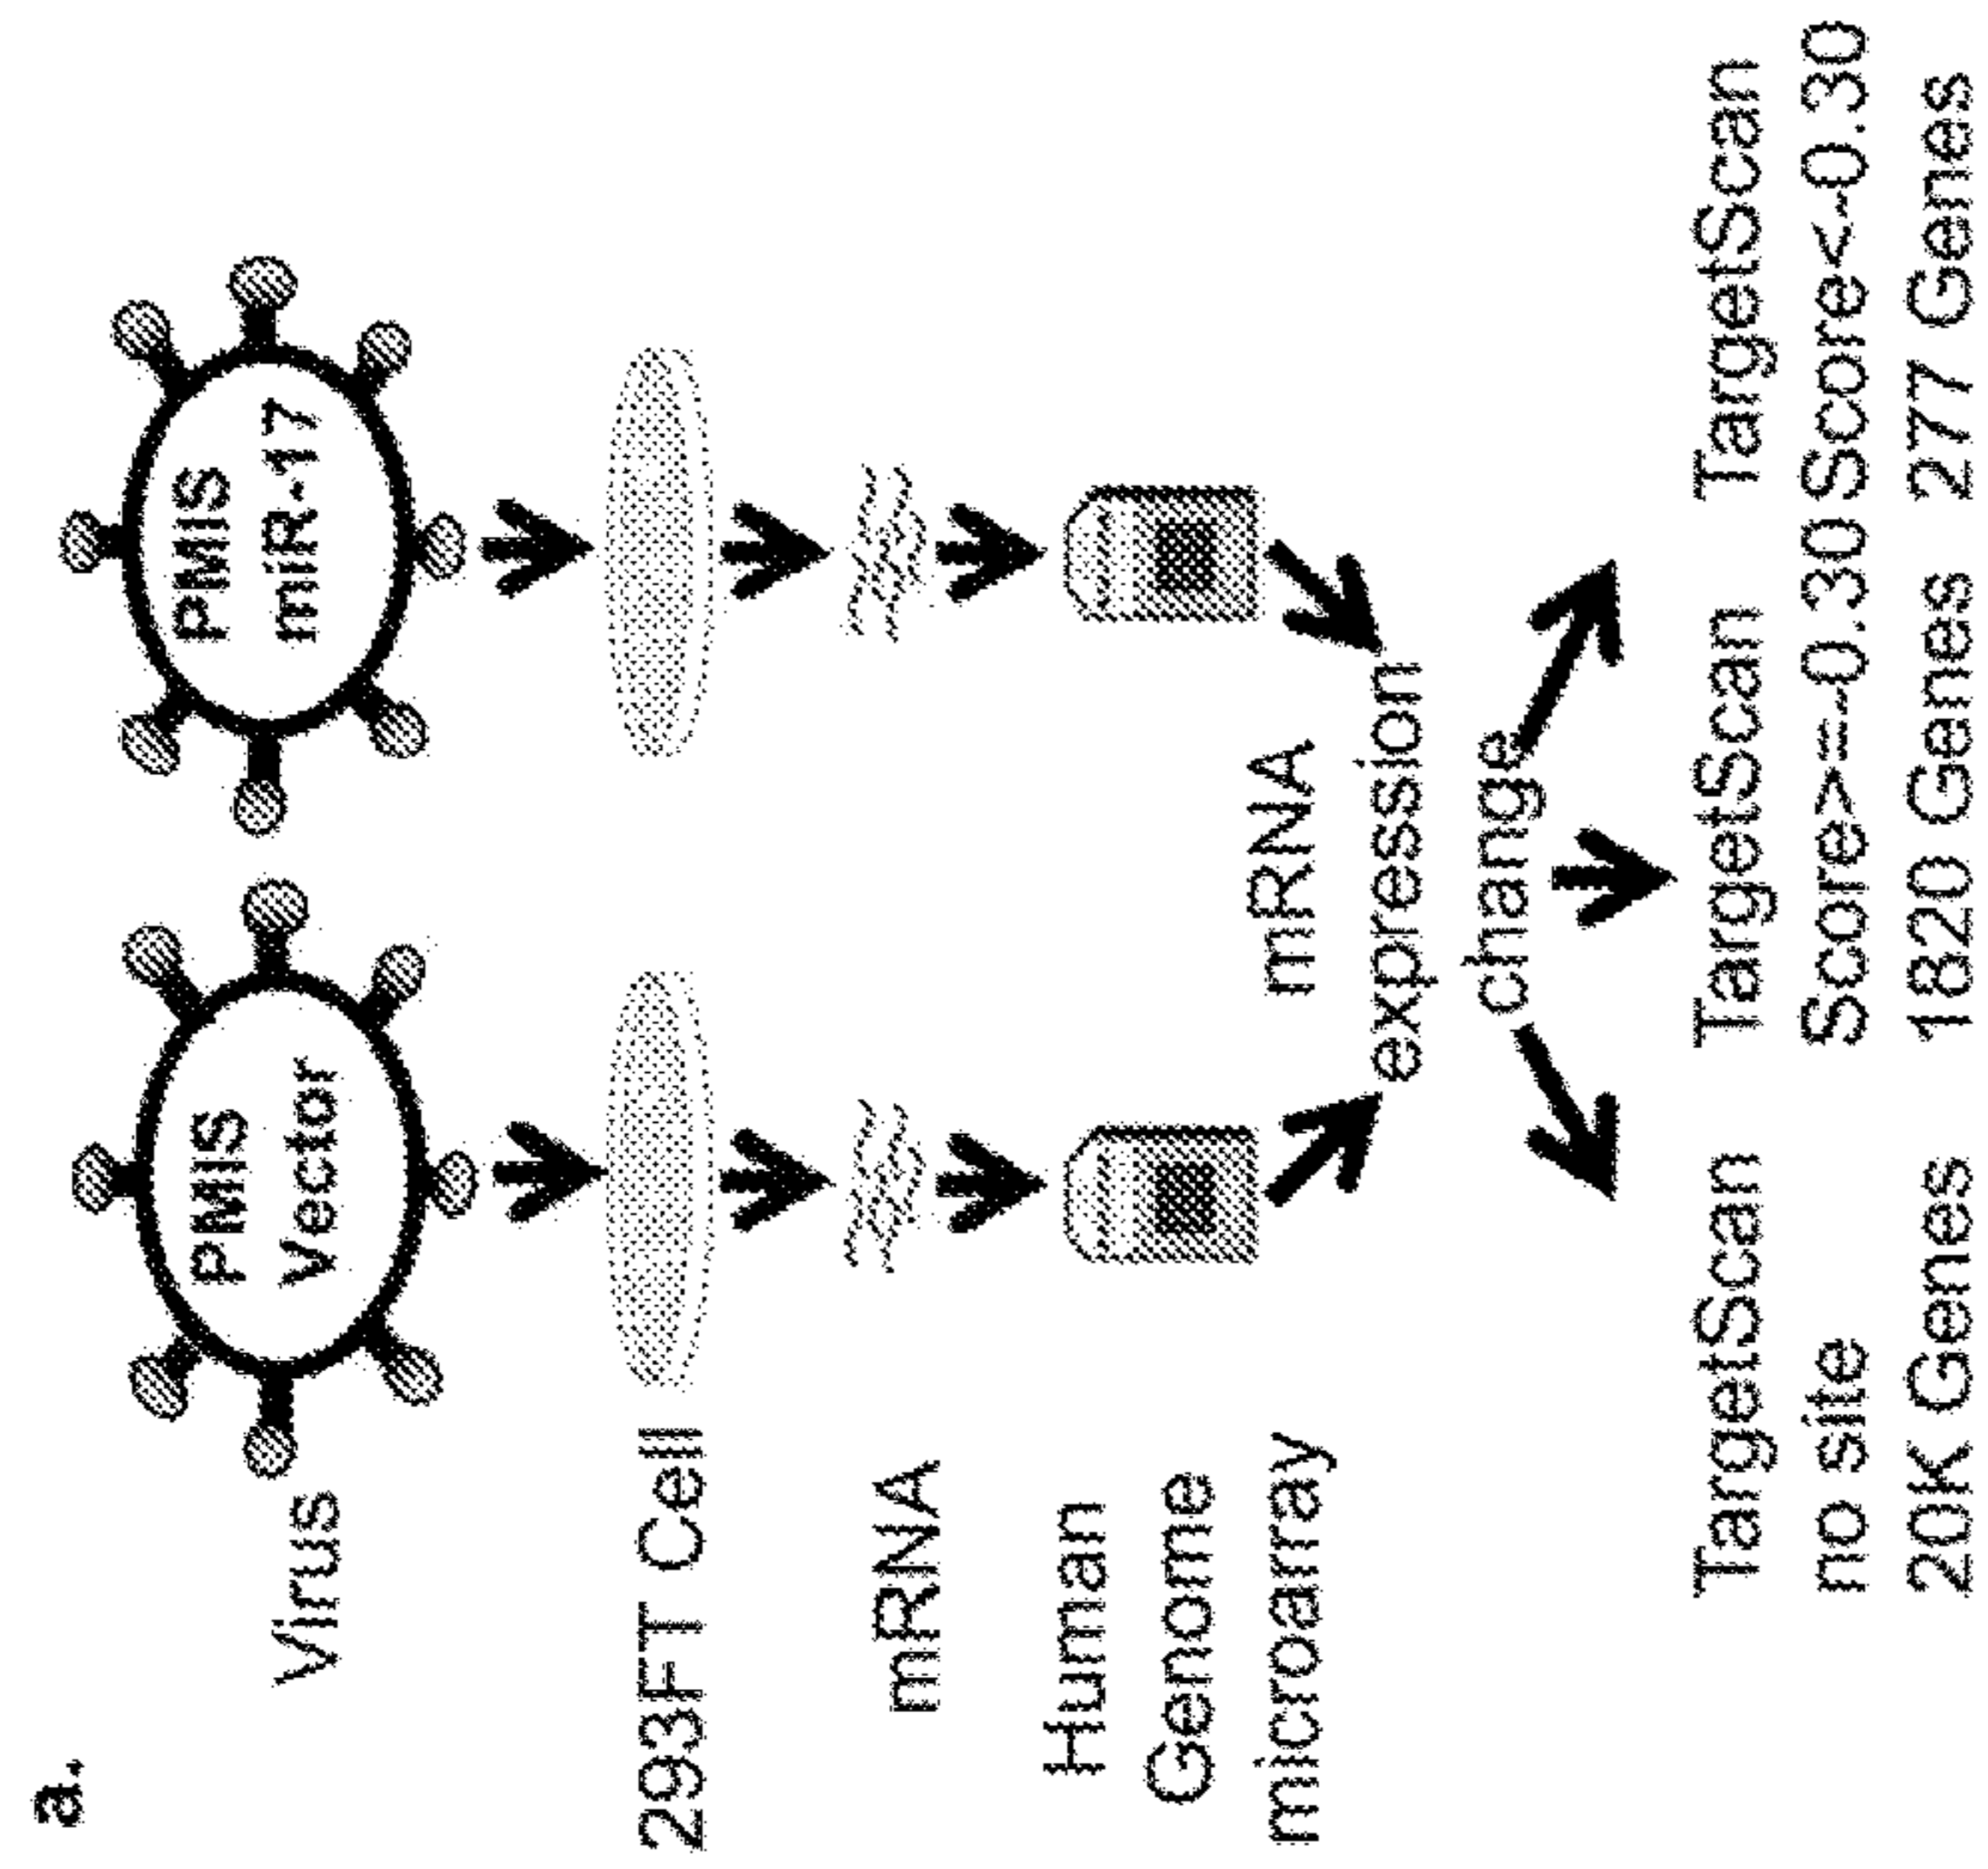 a.
Virus
PMIS
Vector
PMIS
miR-17
293FT Cell
mRNA
Human
Genome
microarray
mRNA
expression
change
TargetScan TargetScan TargetScan
no site Score>=-0.30 Score<-0.30
20K Genes 1820 Genes 277 Genes